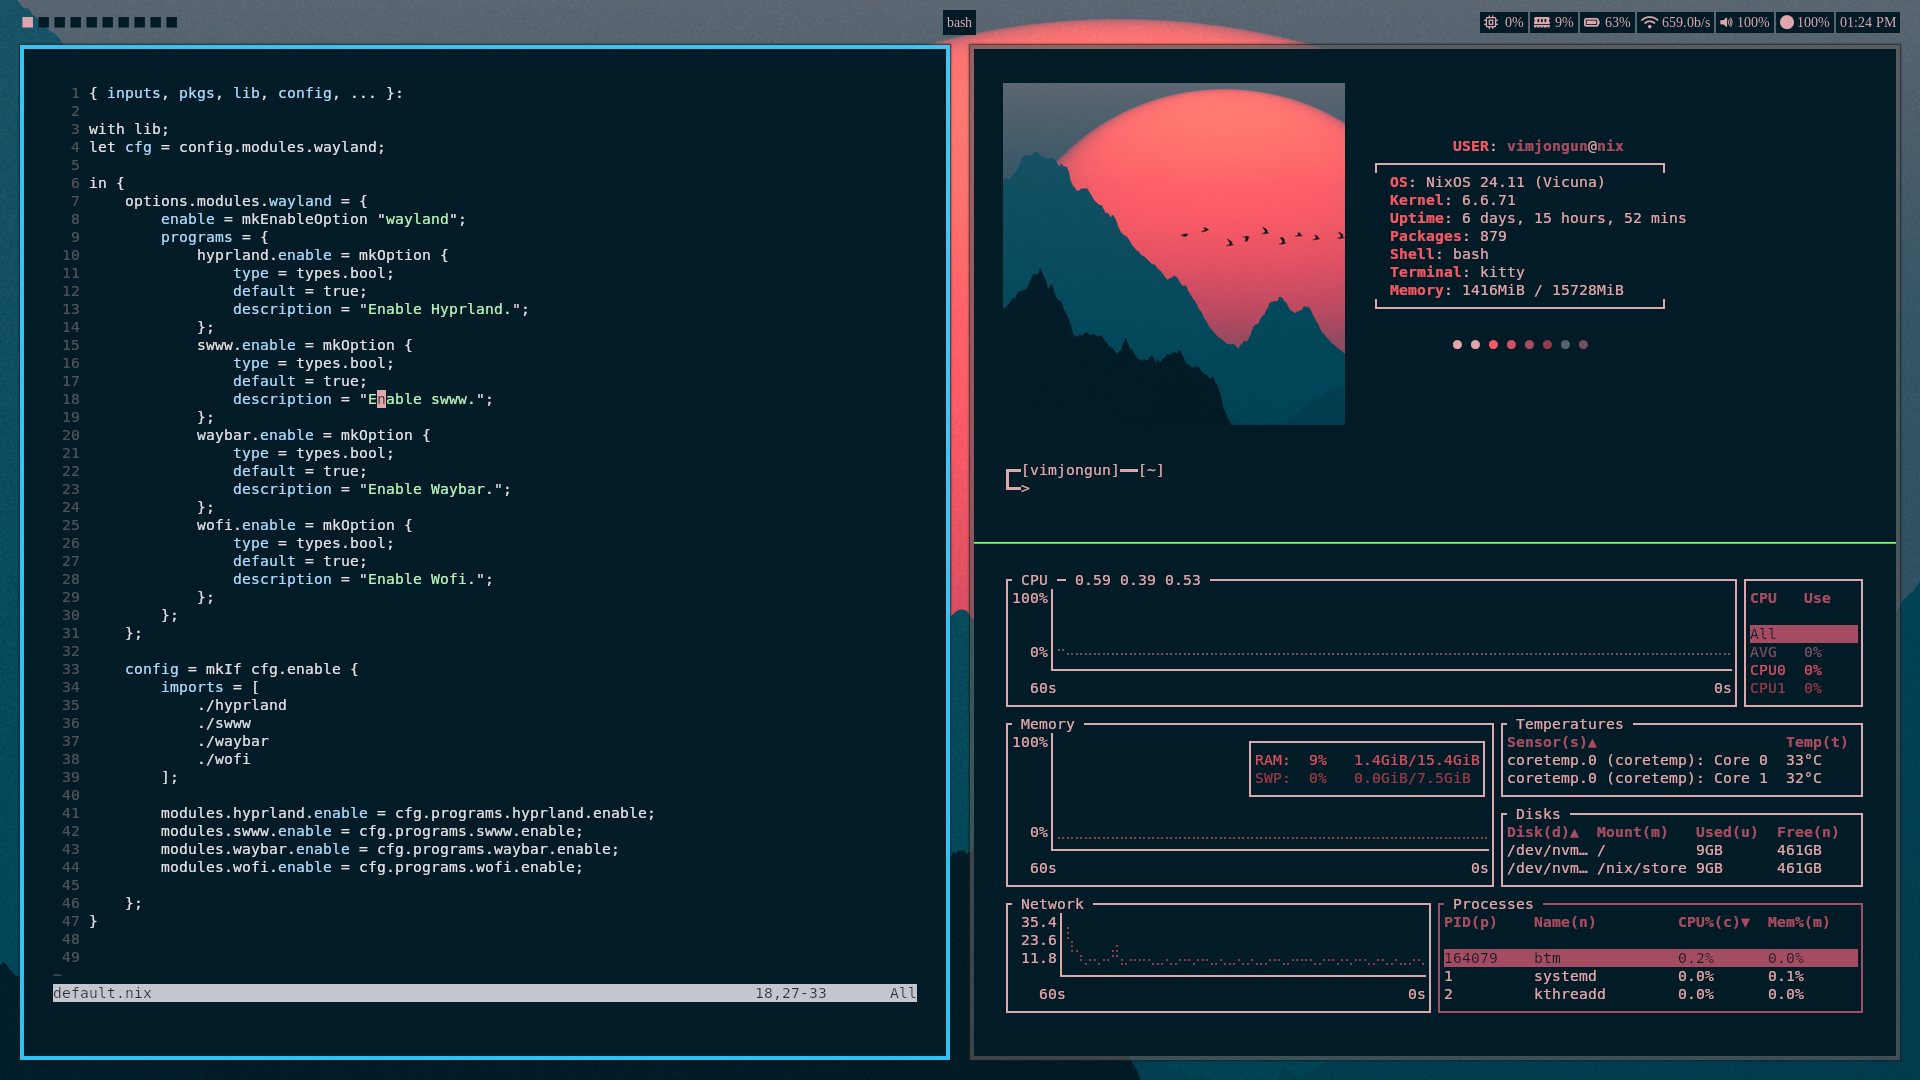 bash
0% 9% 63% 659.0b/s 100% 100% 01:24 PM
1 { inputs, pkgs, lib, config, ... }:
2
3 with lib;
4 let cfg = config.modules.wayland;
5
6 in {
7 options.modules.wayland = {
8 enable = mkEnableOption "wayland";
9 programs = {
10 hyprland.enable = mkOption {
11 type = types.bool;
12 default = true;
13 description = "Enable Hyprland.";
14 };
15 swww.enable = mkOption {
16 type = types.bool;
17 default = true;
18 description = "Enable swww.";
19 };
20 waybar.enable = mkOption {
21 type = types.bool;
22 default = true;
23 description = "Enable Waybar.";
24 };
25 wofi.enable = mkOption {
26 type = types.bool;
27 default = true;
28 description = "Enable Wofi.";
29 };
30 };
31 };
32
33 config = mkIf cfg.enable {
34 imports = [
35 ./hyprland
36 ./swww
37 ./waybar
38 ./wofi
39 ];
40
41 modules.hyprland.enable = cfg.programs.hyprland.enable;
42 modules.swww.enable = cfg.programs.swww.enable;
43 modules.waybar.enable = cfg.programs.waybar.enable;
44 modules.wofi.enable = cfg.programs.wofi.enable;
45
46 };
47 }
48
49
~
default.nix 18,27-33 All
USER: vimjongun@nix
OS: NixOS 24.11 (Vicuna)
Kernel: 6.6.71
Uptime: 6 days, 15 hours, 52 mins
Packages: 879
Shell: bash
Terminal: kitty
Memory: 1416MiB / 15728MiB
[vimjongun]—[~]
>
CPU — 0.59 0.39 0.53
100%
0%
60s 0s
CPU Use
All
AVG 0%
CPU0 0%
CPU1 0%
Memory
100%
RAM: 9% 1.4GiB/15.4GiB
SWP: 0% 0.0GiB/7.5GiB
0%
60s 0s
Temperatures
Sensor(s)▲ Temp(t)
coretemp.0 (coretemp): Core 0 33°C
coretemp.0 (coretemp): Core 1 32°C
Disks
Disk(d)▲ Mount(m) Used(u) Free(n)
/dev/nvm… / 9GB 461GB
/dev/nvm… /nix/store 9GB 461GB
Network
35.4
23.6
11.8
60s 0s
Processes
PID(p) Name(n) CPU%(c)▼ Mem%(m)
164079 btm 0.2% 0.0%
1 systemd 0.0% 0.1%
2 kthreadd 0.0% 0.0%